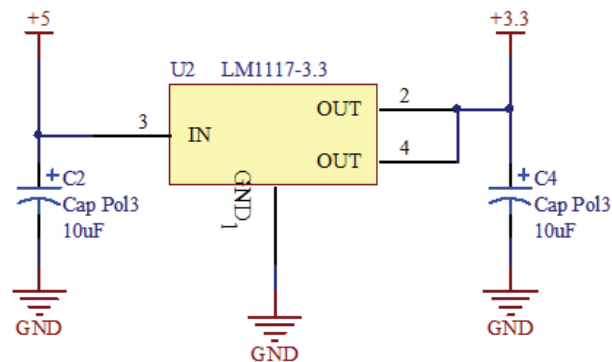 +5
+3.3
U2 LM1117-3.3
3
IN
OUT
2
OUT
4
GND
1
+
C2
Cap Pol3
10uF
+
C4
Cap Pol3
10uF
GND
GND
GND